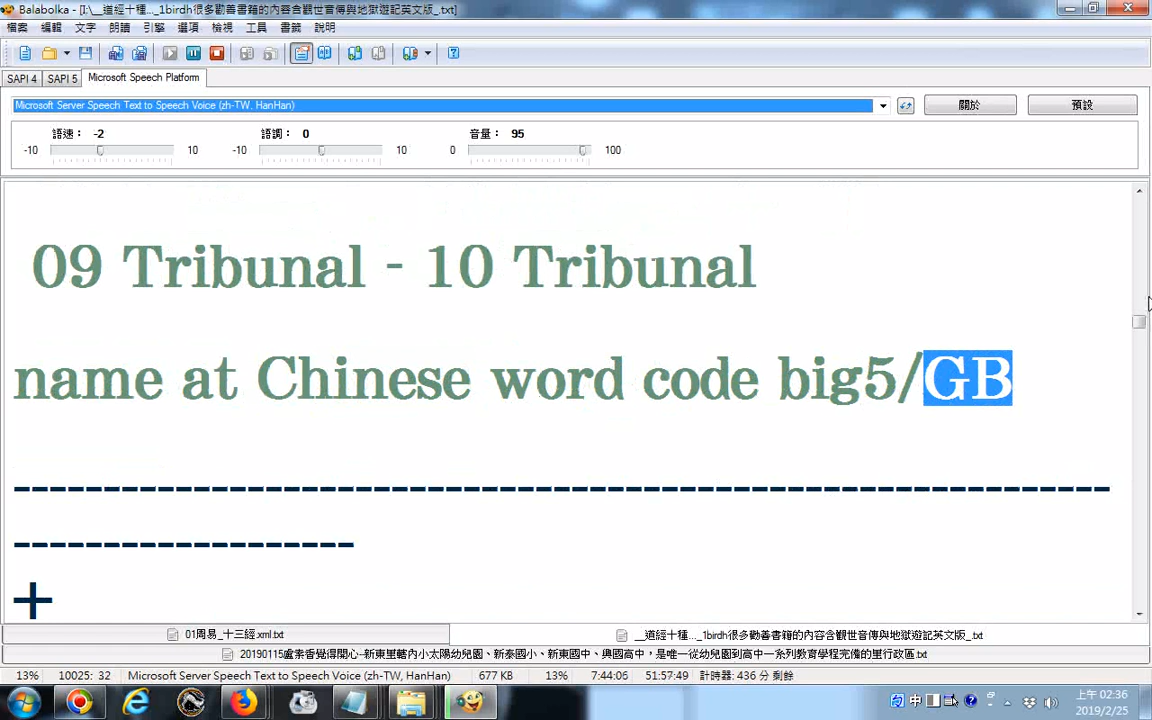 Balabolka - [I:\__道經十種..._1birdh很多勸善書籍的內容含觀世音傳與地獄遊記英文版_.txt]
檔案 編輯 文字 朗讀 引擎 選項 檢視 工具 書籤 說明
SAPI 4 SAPI 5 Microsoft Speech Platform
Microsoft Server Speech Text to Speech Voice (zh-TW, HanHan) 關於 預設
語速： -2 語調： 0 音量： 95
-10 10 -10 10 0 100
09 Tribunal - 10 Tribunal
name at Chinese word code big5/GB
-------------------------------------------------------------
-------------------
+
01周易_十三經.xml.txt __道經十種..._1birdh很多勸善書籍的內容含觀世音傳與地獄遊記英文版_.txt
20190115盧素香覺得開心-新東里轄內小太陽幼兒園、新泰國小、新東國中、興國高中，是唯一從幼兒園到高中一系列教育學程完備的里行政區.txt
13% 10025: 32 Microsoft Server Speech Text to Speech Voice (zh-TW, HanHan) 677 KB 13% 7:44:06 51:57:49 計時器: 436 分 剩餘
中 上午 02:36
2019/2/25